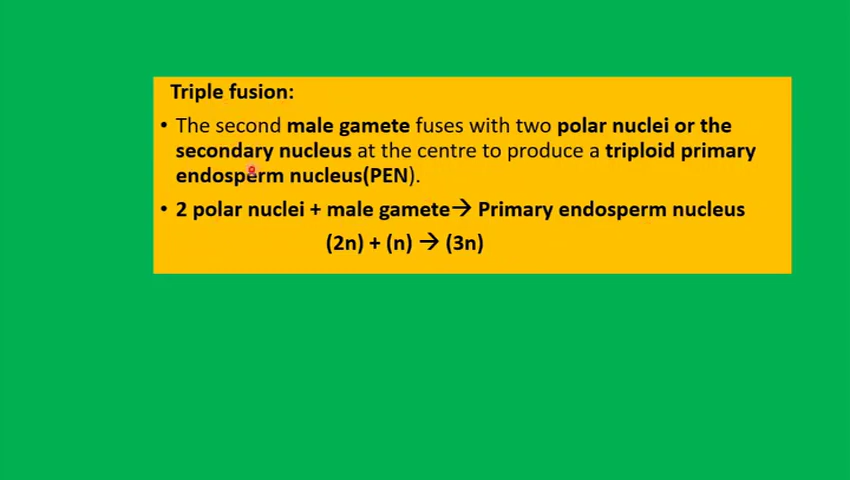 Triple fusion:
• The second male gamete fuses with two polar nuclei or the
secondary nucleus at the centre to produce a triploid primary
endosperm nucleus(PEN).
• 2 polar nuclei + male gamete→ Primary endosperm nucleus
(2n) + (n) → (3n)